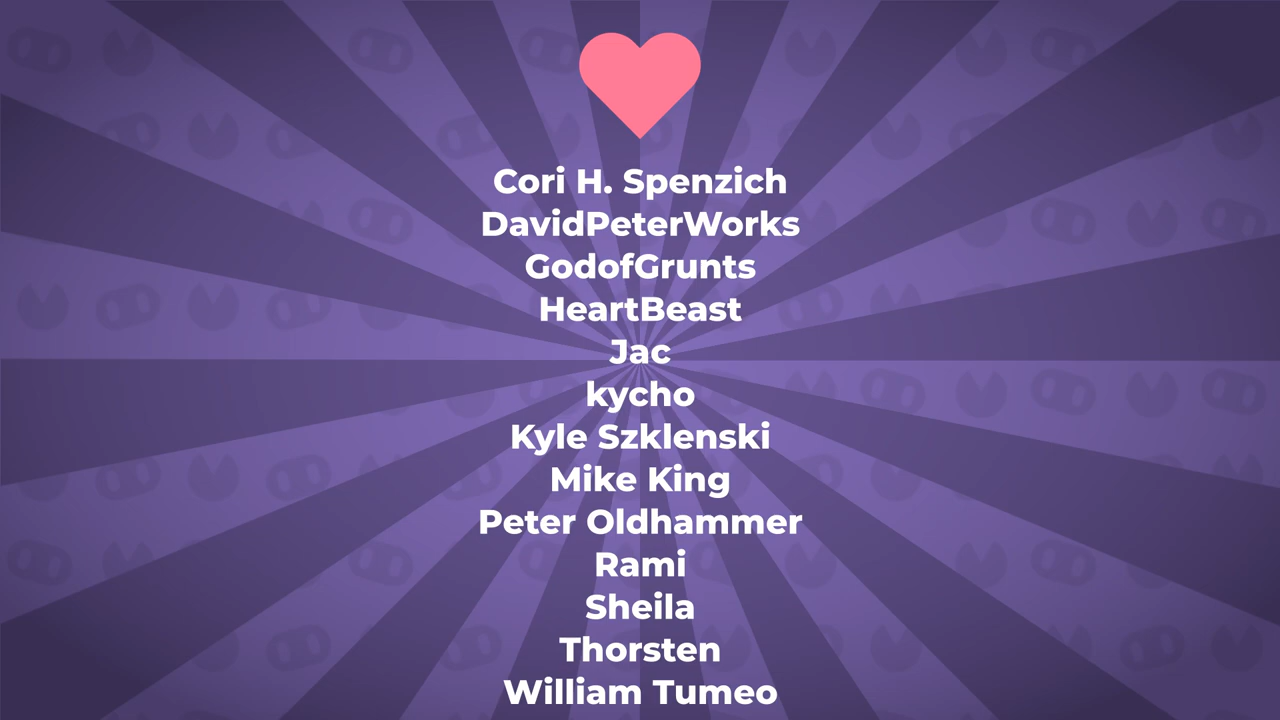 Cori H. Spenzich
DavidPeterWorks
GodofGrunts
HeartBeast
Jac
kycho
Kyle Szklenski
Mike King
Peter Oldhammer
Rami
Sheila
Thorsten
William Tumeo